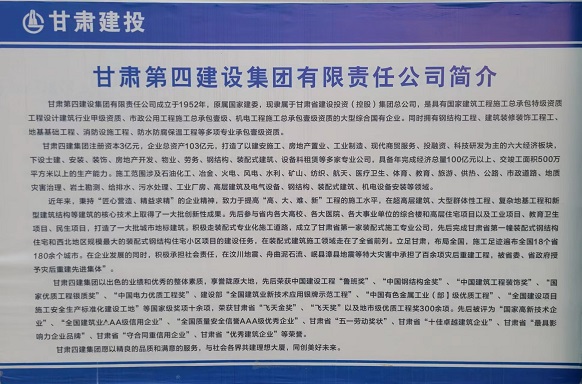 甘肃建投
甘肃第四建设集团有限责任公司简介
甘肃第四建设集团有限责任公司成立于1952年，原属国家建委，现隶属于甘肃省建设投资（控股）集团总公司，是具有国家建筑工程施工总承包特级资质
工程设计建筑行业甲级资质、市政公用工程施工总承包壹级、机电工程施工总承包资质壹级资质的大型综合国有企业。同时拥有钢结构工程、建筑装修装饰工程工、
地基基础工程、消防设施工程、防水防腐保温工程等多项专业承包壹级资质。
甘肃四建集团注册资本3亿元，企业总资产103亿元，打造了以建安施工、房地产置业、工业制造、现代商贸服务、投融资、科技研发为主的六大经济板块，
下设土建、安装、装饰、房地产开发、物业、劳务、钢结构、装配式建筑、设备料租赁等多家专业公司，具备年完成经济总量100亿元以上、交竣工面积500万
平方米以上的生产能力。施工范围涉及石油化工、冶金、火电、风电、水利、矿山、纺织、航天、医疗卫生、体育、教育、旅游、供热、公路、市政道路、地质
灾害治理、岩土勘测、给排水、污水处理、工业厂房、高层建筑及电气设备、钢结构、装配式建筑、机电设备安装等领域。
近年来，秉持“匠心营造、精益求精”的企业精神，致力于提高“高、大、难、新”工程的施工水平，在超高层建筑、大型群体性工程、复杂地基工程和新
型建筑结构等建筑的核心技术上取得了一大批创新性成果。先后参与省内各大高校、各大医院、各大事业单位的综合楼和高层住宅项目以及工业项目、教育卫生
项目、民生项目，打造了一大批城市地标建筑。积极走装配式专业化施工道路，成立了甘肃省第一家装配式施工专业公司，先后完成甘肃省第一幢装配式钢结构
住宅和西北地区规模最大的装配式钢结构住宅小区项目的建设任务，在装配式建筑施工领域走在了全省前列。立足甘肃，布局全国，施工足迹遍布全国18个省
180余个城市。在企业发展的同时，积极承担社会责任，在汶川地震、舟曲泥石流、岷县漳县地震等特大灾害中承担了百余项灾后重建工程，被省委、省政府授
予灾后重建先进集体”。
甘肃四建集团以出色的业绩和优秀的整体素质，享誉陇原大地，先后荣获中国建设工程“鲁班奖”、“中国钢结构金奖”、“中国建筑工程装饰奖”、“国
家优质工程银质奖”、“中国电力优质工程奖”、建设部“全国建筑业新技术应用银牌示范工程”、“中国有色金属工业（部）级优质工程”、“全国建设项目
施工安全生产标准化建设工地”等国家级奖项十余项，荣获甘肃省“飞天金奖”、“飞天奖”以及地市级优质工程奖300余项。先后被评为“国家高新技术企
业”、“全国建筑业AAA级信用企业”、“全国质量安全信誉AAA级优秀企业”、甘肃省“五一劳动奖状”、甘肃省“十佳卓越建筑企业”、甘肃省“最具影
响力企业品牌”、甘肃省“守合同重信用企业”、甘肃省“优秀建筑企业”等荣誉。
甘肃四建集团愿以精良的品质和满意的服务，与社会各界共建理想大厦，同创美好未来。